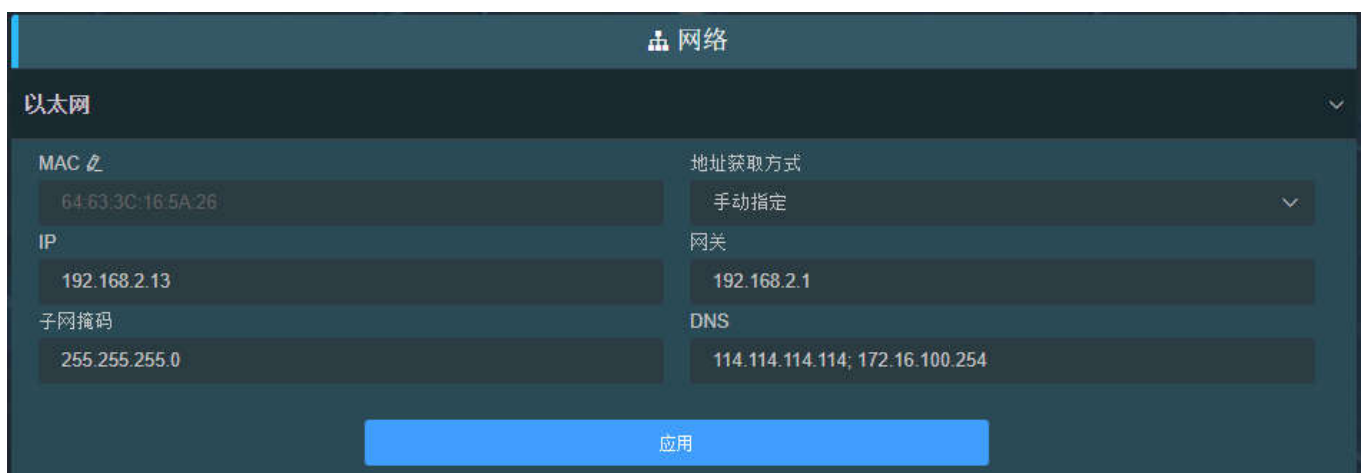 网络
以太网
MAC
地址获取方式
64:63:3C:16:5A:26
手动指定
IP
网关
192.168.2.13
192.168.2.1
子网掩码
DNS
255.255.255.0
114.114.114.114; 172.16.100.254
应用